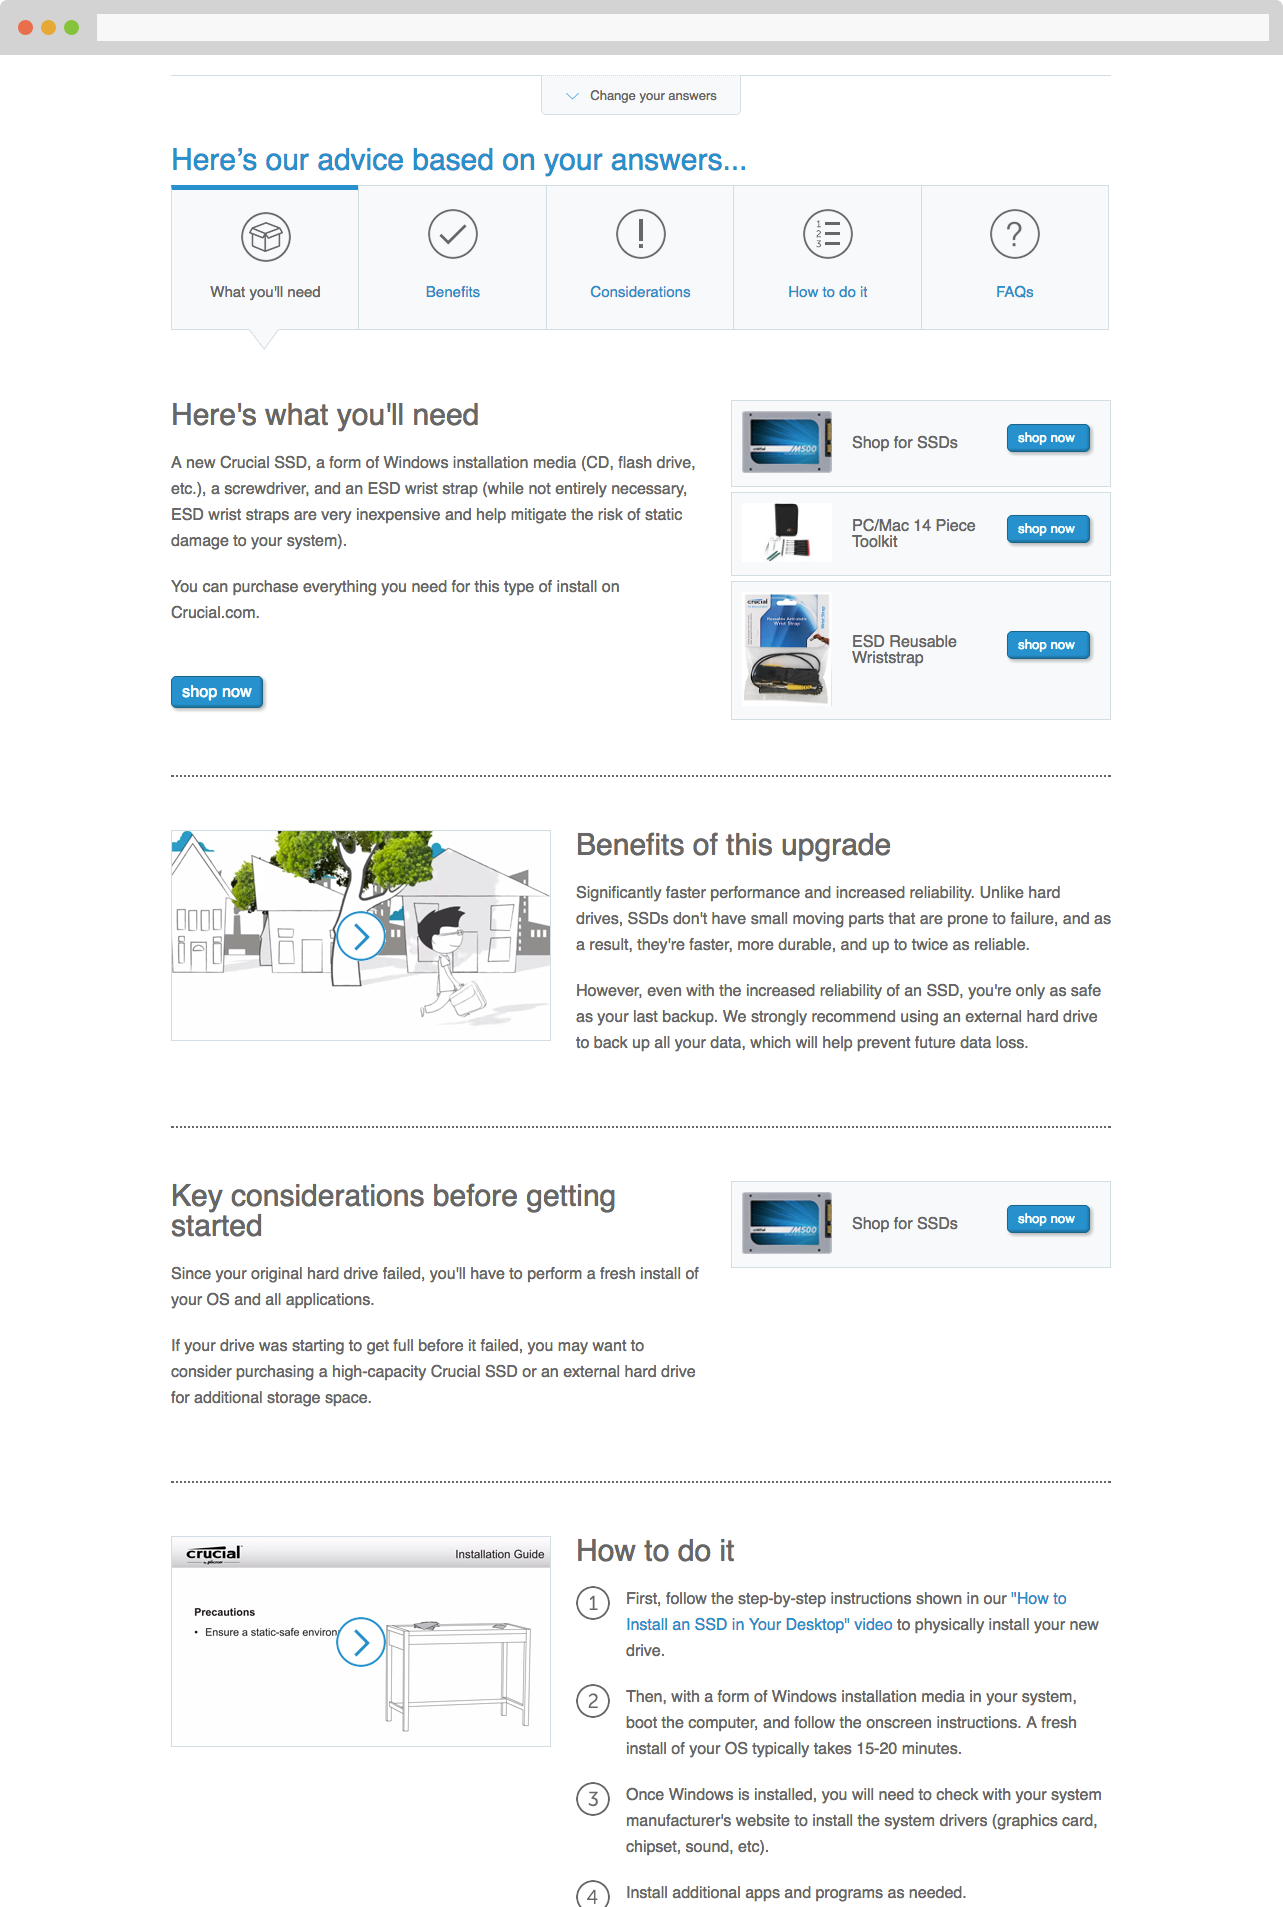 Change your answers
Here’s our advice based on your answers...
1
2
3
?
What you'll need
Benefits
Considerations
How to do it
FAQs
Here's what you'll need
A new Crucial SSD, a form of Windows installation media (CD, flash drive,
etc.), a screwdriver, and an ESD wrist strap (while not entirely necessary,
ESD wrist straps are very inexpensive and help mitigate the risk of static
damage to your system).
You can purchase everything you need for this type of install on
Crucial.com.
shop now
crucial
M500
Shop for SSDs
shop now
PC/Mac 14 Piece
Toolkit
shop now
crucial
Reusable Anti-static
Wrist Strap
Wrist Strap
ESD Reusable
Wriststrap
shop now
Benefits of this upgrade
Significantly faster performance and increased reliability. Unlike hard
drives, SSDs don't have small moving parts that are prone to failure, and as
a result, they're faster, more durable, and up to twice as reliable.
However, even with the increased reliability of an SSD, you're only as safe
as your last backup. We strongly recommend using an external hard drive
to back up all your data, which will help prevent future data loss.
Key considerations before getting
started
Since your original hard drive failed, you'll have to perform a fresh install of
your OS and all applications.
If your drive was starting to get full before it failed, you may want to
consider purchasing a high-capacity Crucial SSD or an external hard drive
for additional storage space.
crucial
M500
Shop for SSDs
shop now
crucial
by Micron
Installation Guide
Precautions
• Ensure a static-safe environ
How to do it
1 First, follow the step-by-step instructions shown in our "How to
Install an SSD in Your Desktop" video to physically install your new
drive.
2 Then, with a form of Windows installation media in your system,
boot the computer, and follow the onscreen instructions. A fresh
install of your OS typically takes 15-20 minutes.
3 Once Windows is installed, you will need to check with your system
manufacturer's website to install the system drivers (graphics card,
chipset, sound, etc).
4 Install additional apps and programs as needed.